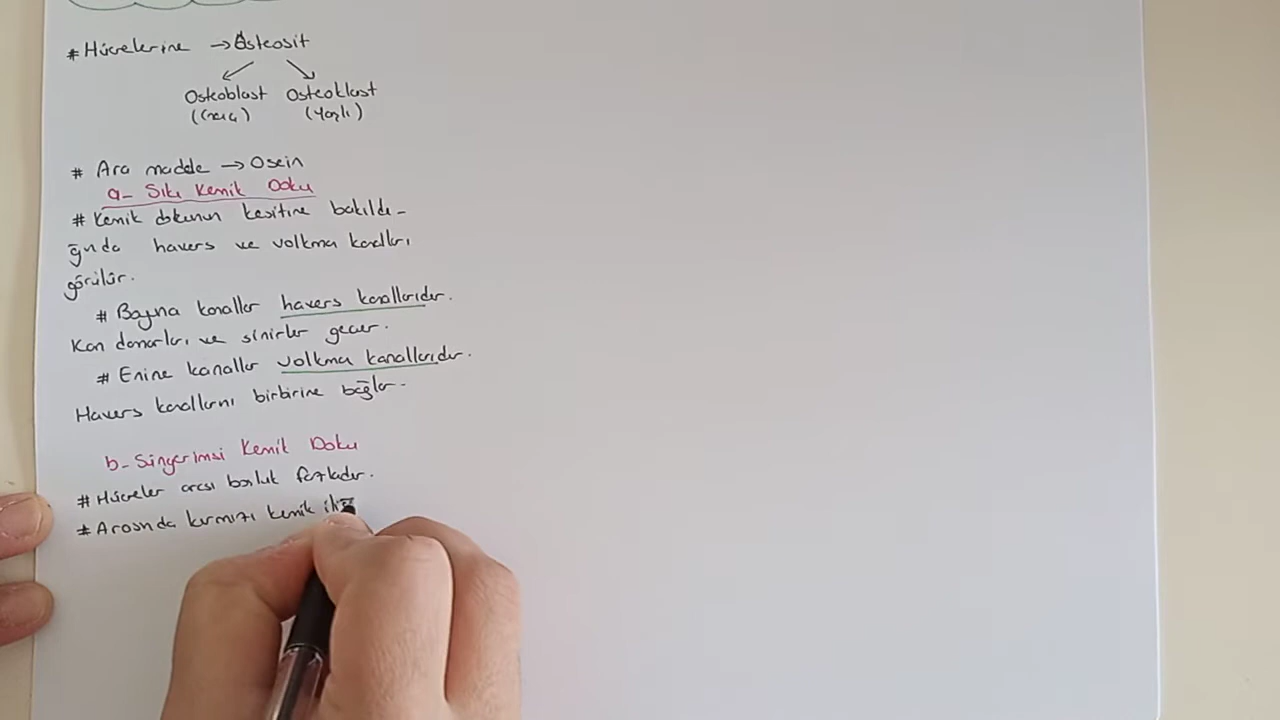 # Hücrelerine → Osteosit
Osteoblast Osteoklast
(Genç) (Yaşlı)
# Ara madde → Osein
a- Sıkı Kemik Doku
# Kemik dokunun kesitine bakıldı-
ğında havers ve volkman kanalları
görülür.
# Boyuna kanallar havers kanallarıdır.
Kan damarları ve sinirler geçer.
# Enine kanallar volkman kanallarıdır.
Havers kanallarını birbirine bağlar.
b- Süngerimsi Kemik Doku
# Hücreler arası boşluk fazladır.
# Arasında kırmızı kemik